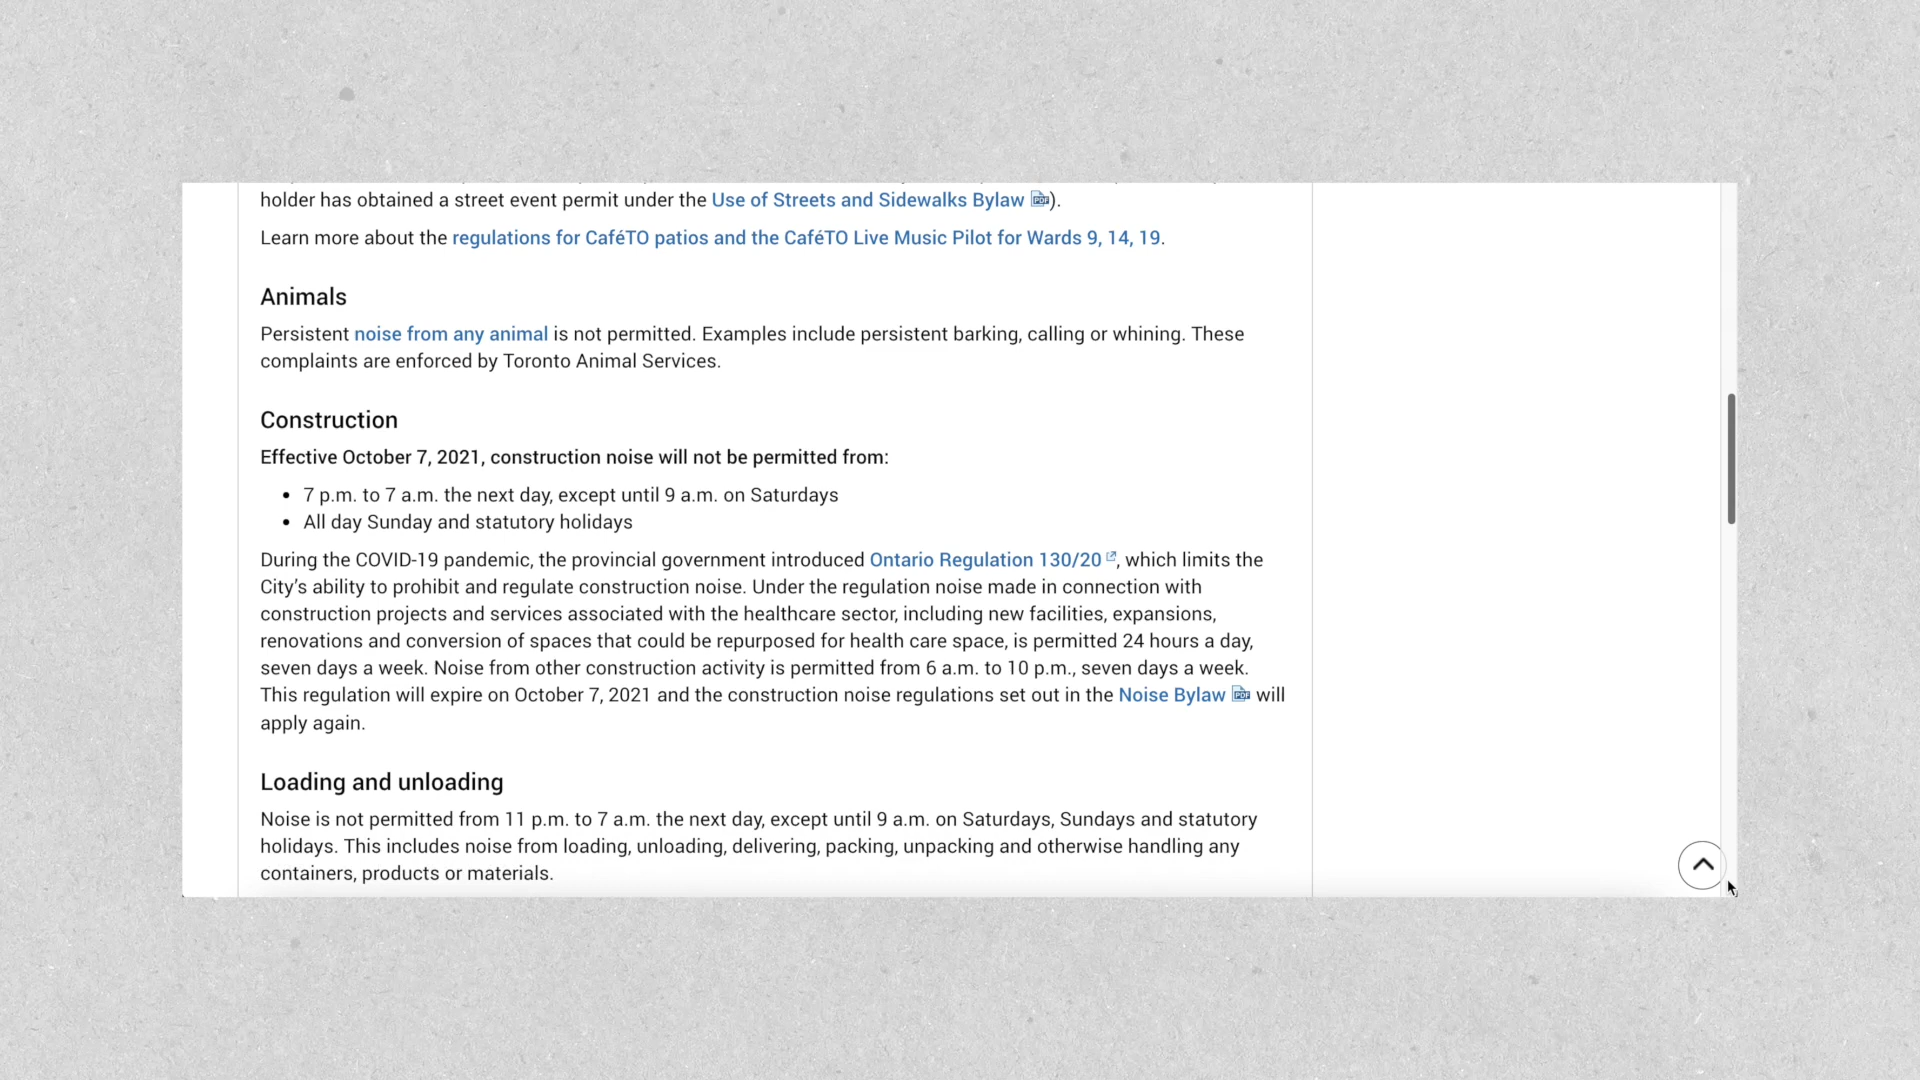 holder has obtained a street event permit under the Use of Streets and Sidewalks Bylaw PDF).
Learn more about the regulations for CaféTO patios and the CaféTO Live Music Pilot for Wards 9, 14, 19.
Animals
Persistent noise from any animal is not permitted. Examples include persistent barking, calling or whining. These
complaints are enforced by Toronto Animal Services.
Construction
Effective October 7, 2021, construction noise will not be permitted from:
• 7 p.m. to 7 a.m. the next day, except until 9 a.m. on Saturdays
• All day Sunday and statutory holidays
During the COVID-19 pandemic, the provincial government introduced Ontario Regulation 130/20, which limits the
City’s ability to prohibit and regulate construction noise. Under the regulation noise made in connection with
construction projects and services associated with the healthcare sector, including new facilities, expansions,
renovations and conversion of spaces that could be repurposed for health care space, is permitted 24 hours a day,
seven days a week. Noise from other construction activity is permitted from 6 a.m. to 10 p.m., seven days a week.
This regulation will expire on October 7, 2021 and the construction noise regulations set out in the Noise Bylaw PDF will
apply again.
Loading and unloading
Noise is not permitted from 11 p.m. to 7 a.m. the next day, except until 9 a.m. on Saturdays, Sundays and statutory
holidays. This includes noise from loading, unloading, delivering, packing, unpacking and otherwise handling any
containers, products or materials.